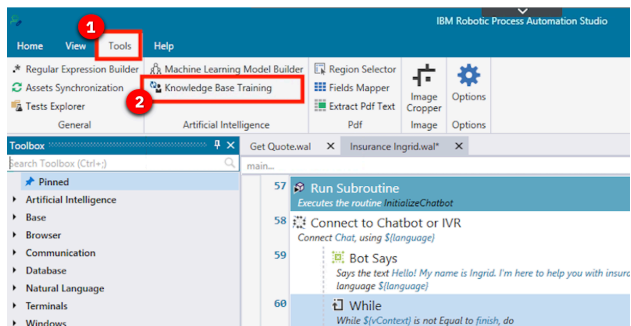 IBM Robotic Process Automation Studio
1
Home View Tools Help
Regular Expression Builder Machine Learning Model Builder Region Selector
Assets Synchronization Knowledge Base Training Fields Mapper
2
Tests Explorer Extract Pdf Text
Image Cropper
Options
General Artificial Intelligence Pdf Image Options
Toolbox
Get Quote.wal X Insurance Ingrid.wal* X
Search Toolbox (Ctrl+;)
main...
Pinned
Artificial Intelligence
Base
Browser
Communication
Database
Natural Language
Terminals
Windows
57 Run Subroutine
Executes the routine InitializeChatbot
58 Connect to Chatbot or IVR
Connect Chat, using ${language}
59 Bot Says
Says the text Hello! My name is Ingrid. I'm here to help you with insur
language ${language}
60 While
While ${vContext} is not Equal to finish, do